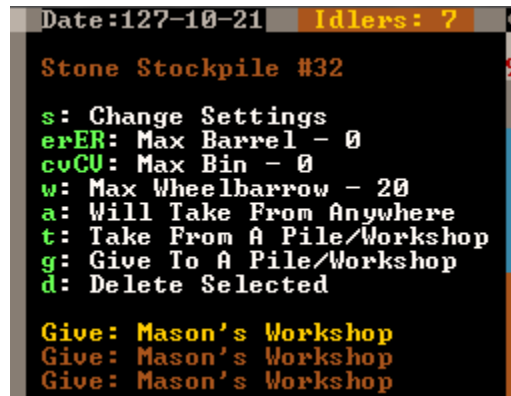 Date:127-10-21 Idlers: 7
Stone Stockpile #32
s: Change Settings
erER: Max Barrel - 0
cvCV: Max Bin - 0
w: Max Wheelbarrow - 20
a: Will Take From Anywhere
t: Take From A Pile/Workshop
g: Give To A Pile/Workshop
d: Delete Selected
Give: Mason's Workshop
Give: Mason's Workshop
Give: Mason's Workshop